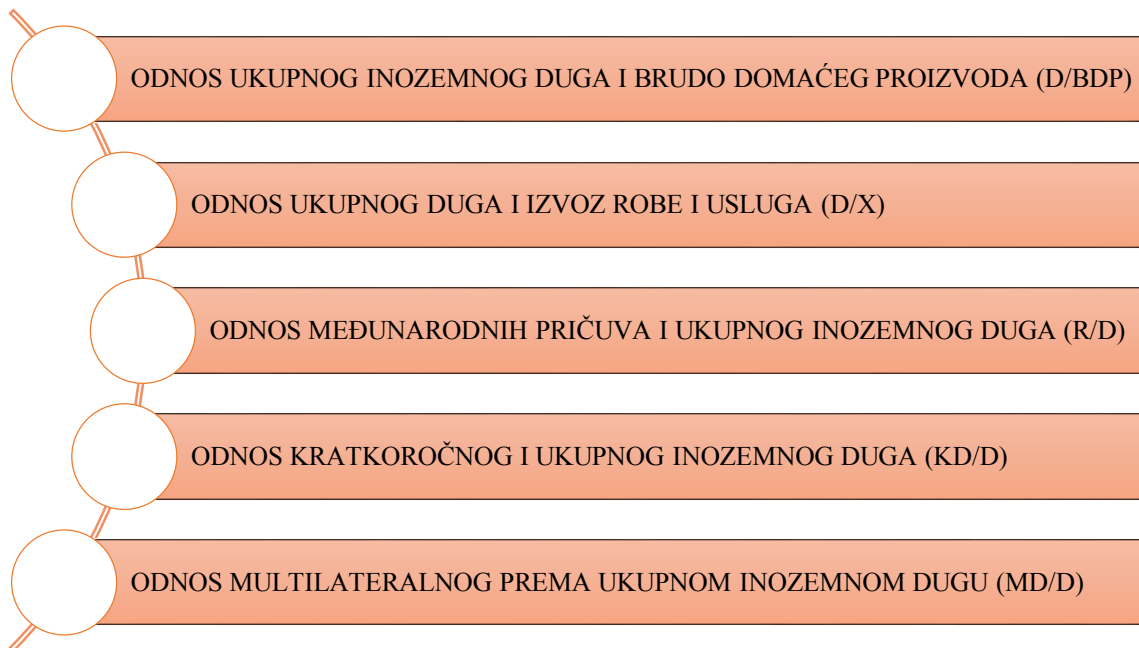 ODNOS UKUPNOG INOZEMNOG DUGA I BRUDO DOMAĆEG PROIZVODA (D/BDP)
ODNOS UKUPNOG DUGA I IZVOZ ROBE I USLUGA (D/X)
ODNOS MEĐUNARODNIH PRIČUVA I UKUPNOG INOZEMNOG DUGA (R/D)
ODNOS KRATKOROČNOG I UKUPNOG INOZEMNOG DUGA (KD/D)
ODNOS MULTILATERALNOG PREMA UKUPNOM INOZEMNOM DUGU (MD/D)